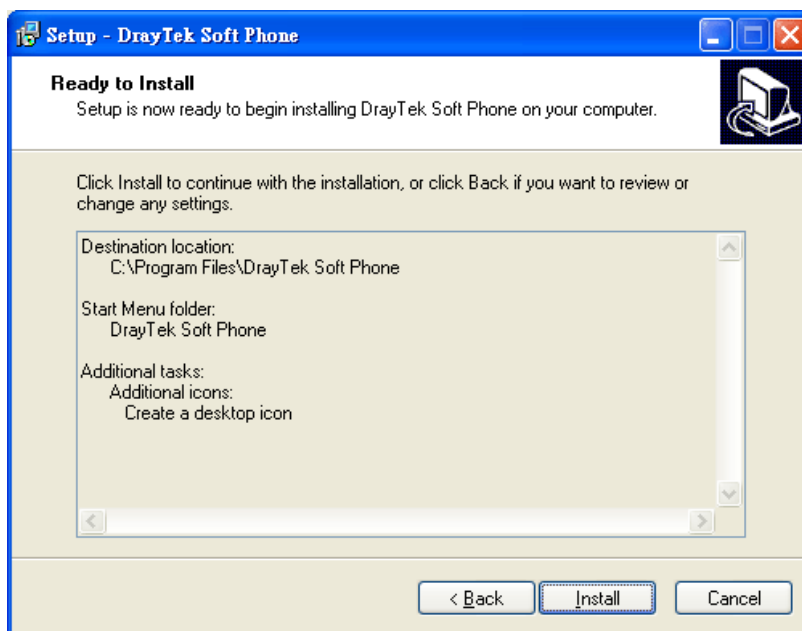 Setup - DrayTek Soft Phone
Ready to Install
Setup is now ready to begin installing DrayTek Soft Phone on your computer.
Click Install to continue with the installation, or click Back if you want to review or
change any settings.
Destination location:
C:\Program Files\DrayTek Soft Phone
Start Menu folder:
DrayTek Soft Phone
Additional tasks:
Additional icons:
Create a desktop icon
< Back
Install
Cancel